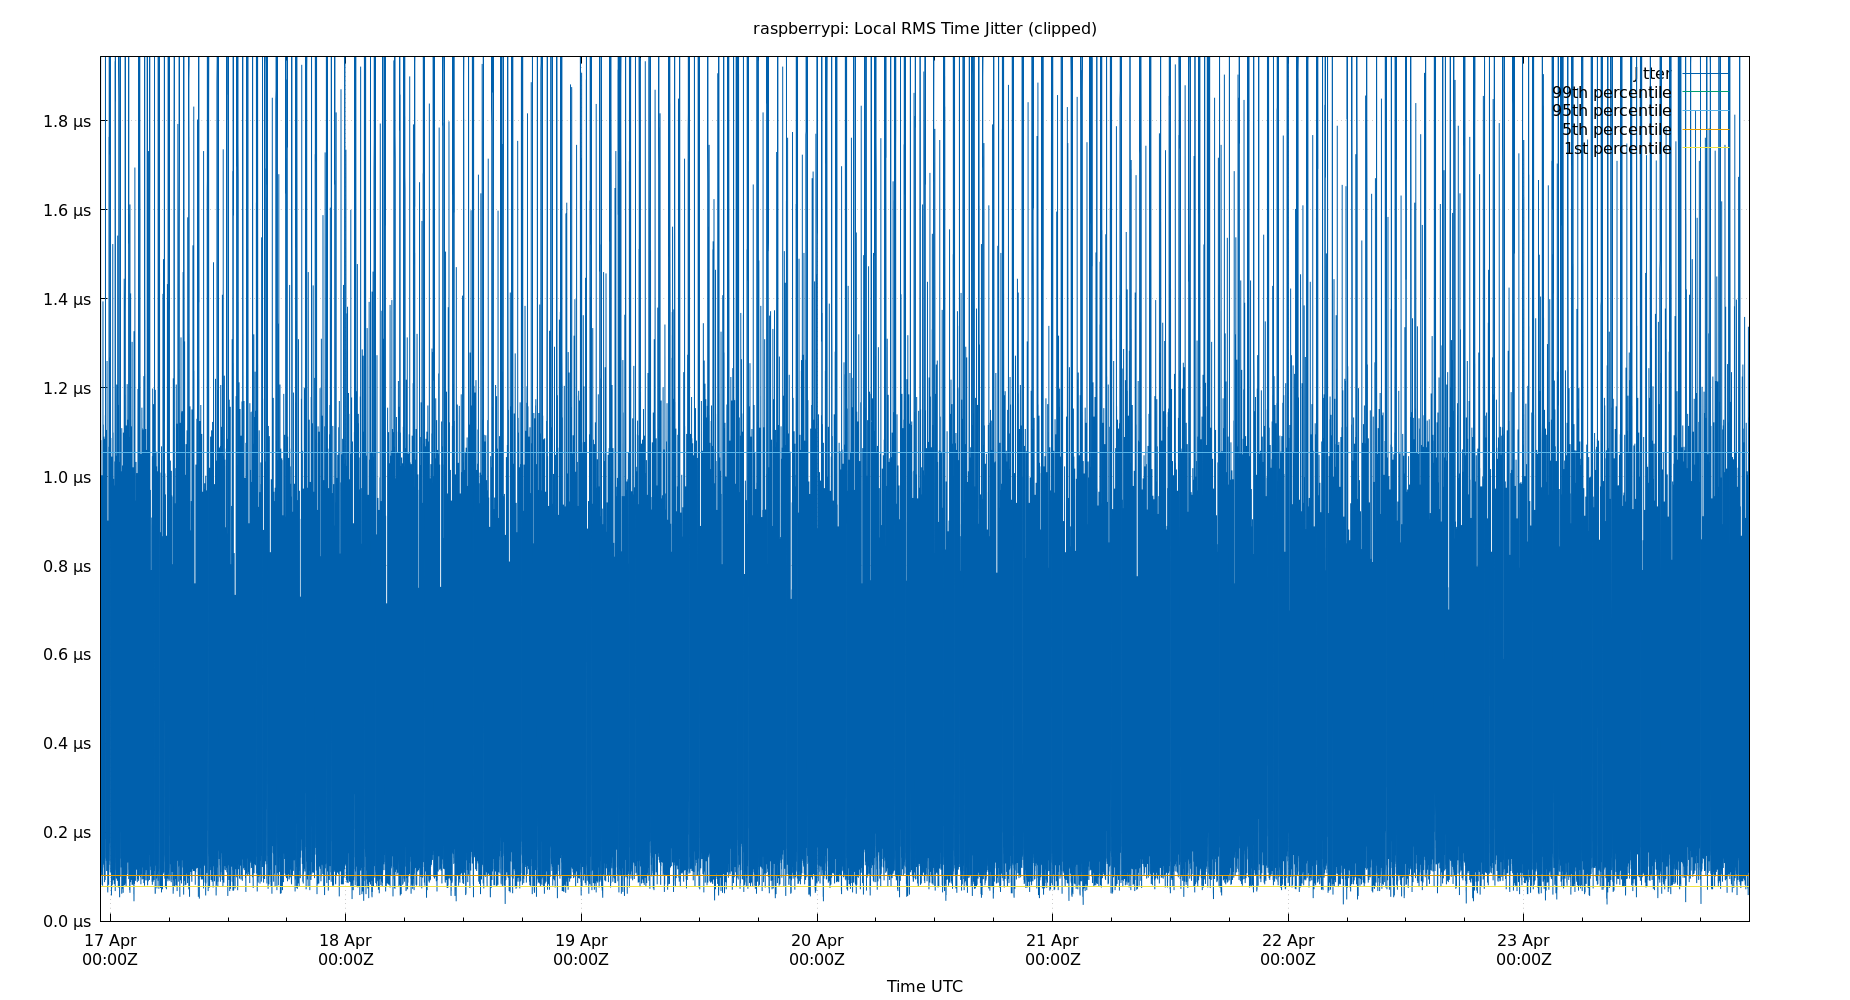 raspberrypi: Local RMS Time Jitter (clipped)
Jitter
99th percentile
95th percentile
5th percentile
1st percentile
1.8 µs
1.6 µs
1.4 µs
1.2 µs
1.0 µs
0.8 µs
0.6 µs
0.4 µs
0.2 µs
0.0 µs
17 Apr 18 Apr 19 Apr 20 Apr 21 Apr 22 Apr 23 Apr
00:00Z 00:00Z 00:00Z 00:00Z 00:00Z 00:00Z 00:00Z
Time UTC